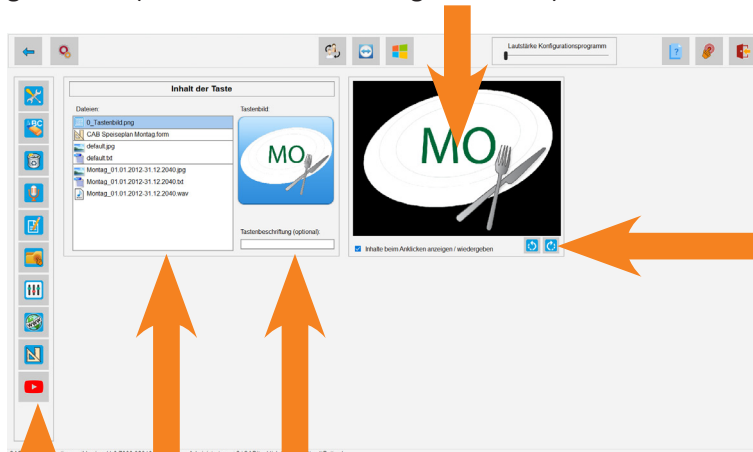 Lautstärke Konfigurationsprogramm
?
Inhalt der Taste
ABC
Dateien:
Tastenbild:
0_Tastenbild.png
CAB Speiseplan Montag.form
default.jpg
default.txt
Montag_01.01.2012-31.12.2040.jpg
Montag_01.01.2012-31.12.2040.txt
Montag_01.01.2012-31.12.2040.wav
MO
MO
Tastenbeschriftung (optional):
Inhalte beim Anklicken anzeigen / wiedergeben